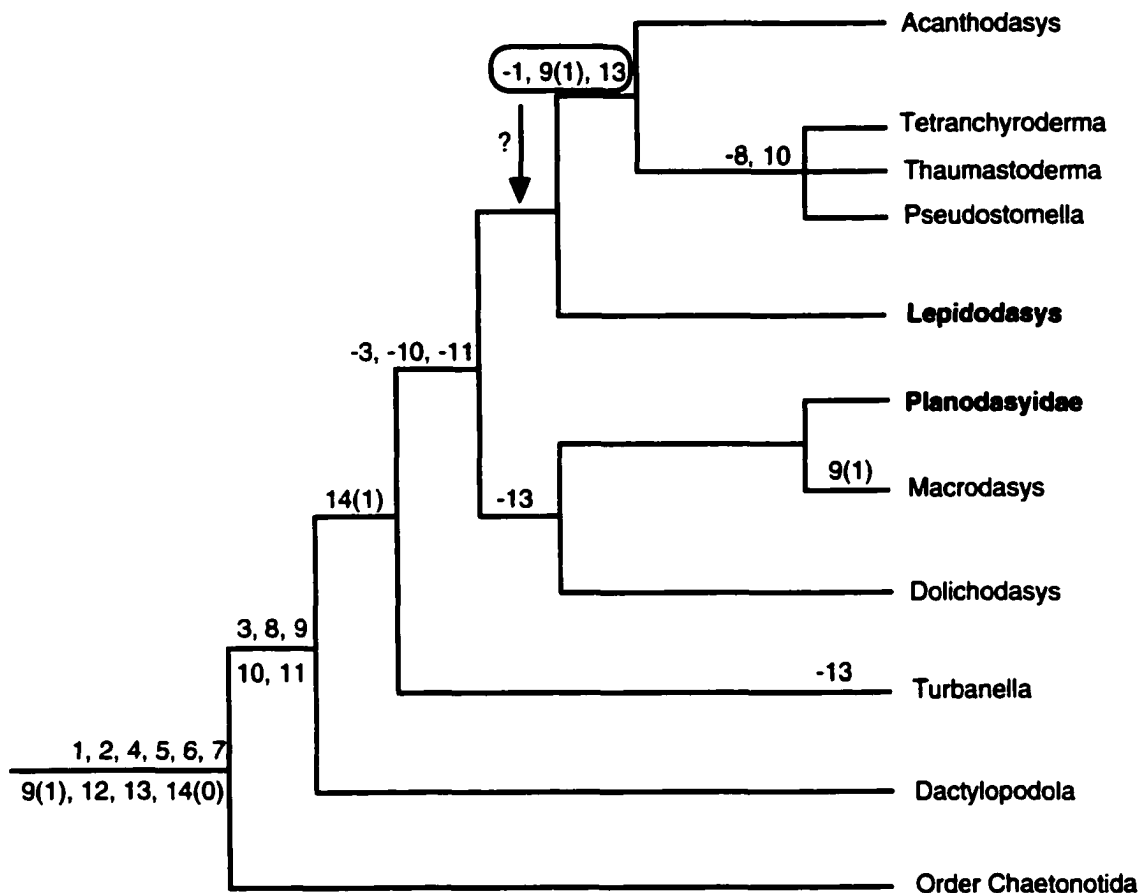 Acanthodasys
-1, 9(1), 13
Tetranchyroderma
?
-8, 10
Thaumastoderma
Pseudostomella
Lepidodasys
-3, -10, -11
Planodasyidae
9(1)
Macrodasys
14(1)
-13
Dolichodasys
3, 8, 9
10, 11
-13
Turbanella
1, 2, 4, 5, 6, 7
9(1), 12, 13, 14(0)
Dactylopodola
Order Chaetonotida